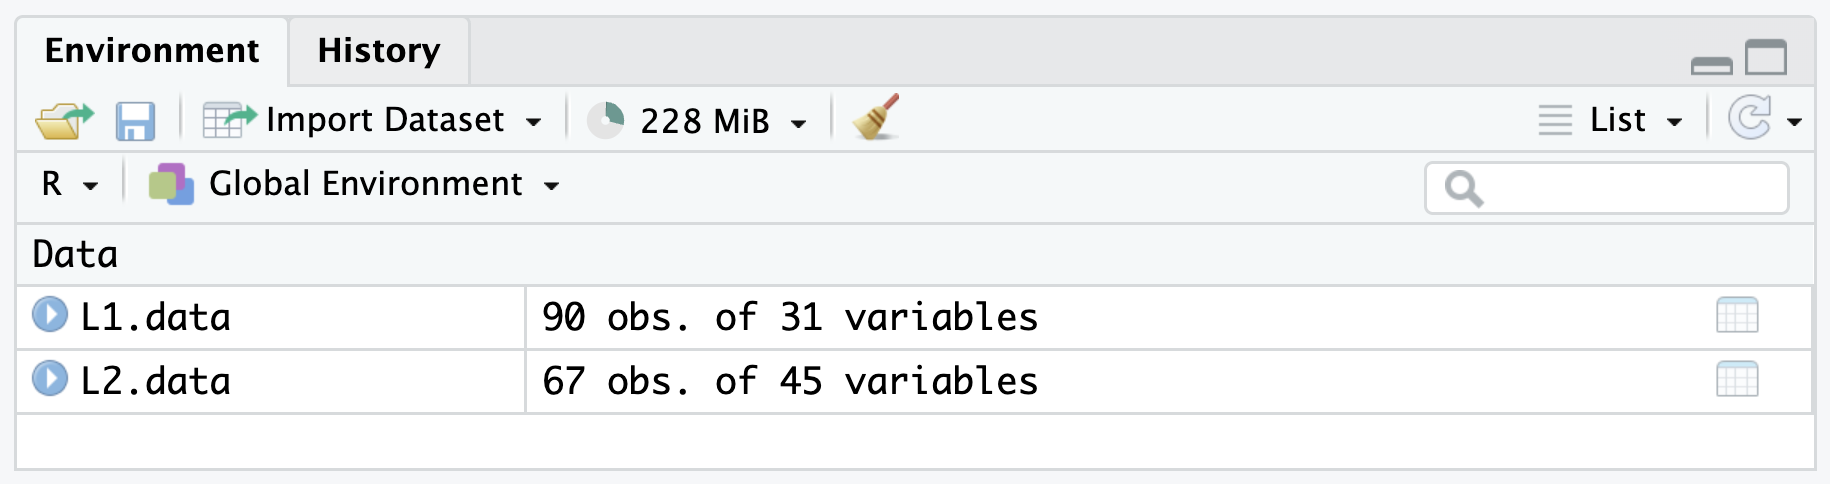 Environment History
Import Dataset 228 MiB List
R Global Environment
Data
L1.data 90 obs. of 31 variables
L2.data 67 obs. of 45 variables